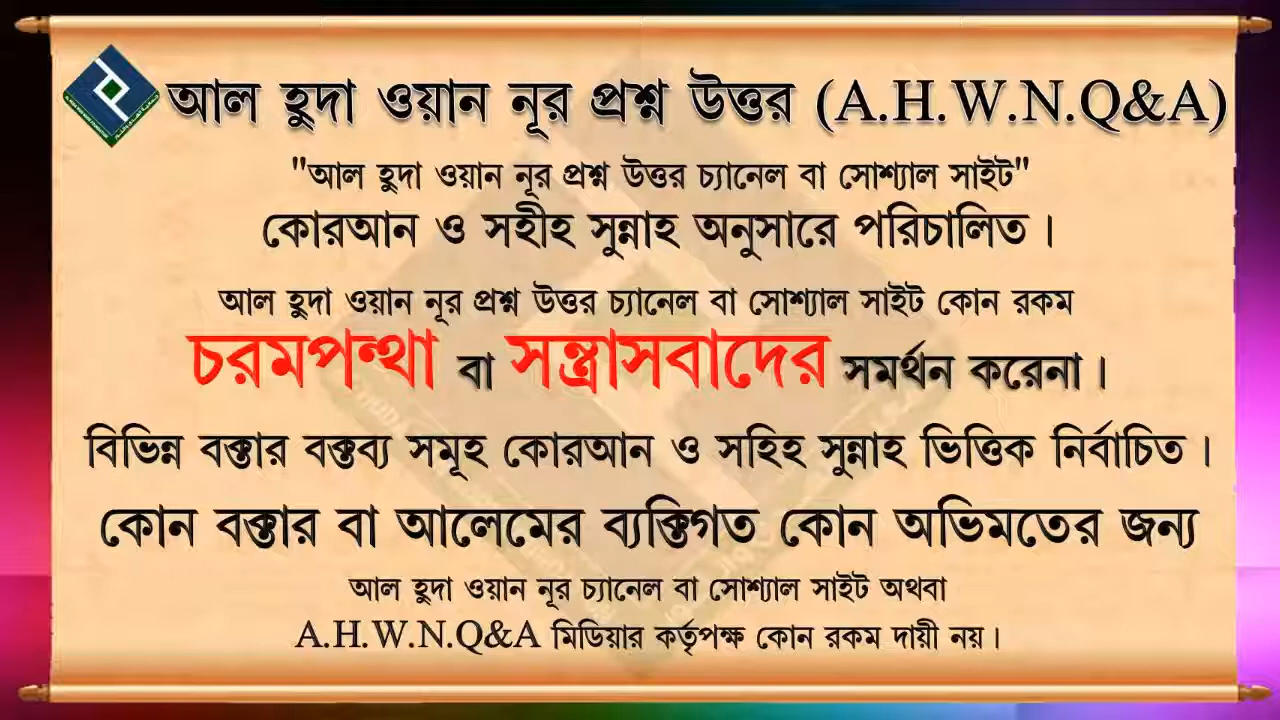 আল হুদা ওয়ান নূর প্রশ্ন উত্তর (A.H.W.N.Q&A)
"আল হুদা ওয়ান নূর প্রশ্ন উত্তর চ্যানেল বা সোশ্যাল সাইট"
কোরআন ও সহীহ সুন্নাহ অনুসারে পরিচালিত।
আল হুদা ওয়ান নূর প্রশ্ন উত্তর চ্যানেল বা সোশ্যাল সাইট কোন রকম
চরমপন্থা বা সন্ত্রাসবাদের সমর্থন করেনা।
বিভিন্ন বক্তার বক্তব্য সমূহ কোরআন ও সহিহ সুন্নাহ ভিত্তিক নির্বাচিত।
কোন বক্তার বা আলেমের ব্যক্তিগত কোন অভিমতের জন্য
আল হুদা ওয়ান নূর চ্যানেল বা সোশ্যাল সাইট অথবা
A.H.W.N.Q&A মিডিয়ার কর্তৃপক্ষ কোন রকম দায়ী নয়।